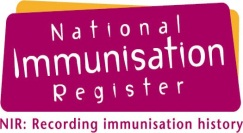 National
Immunisation
Register
NIR: Recording immunisation history